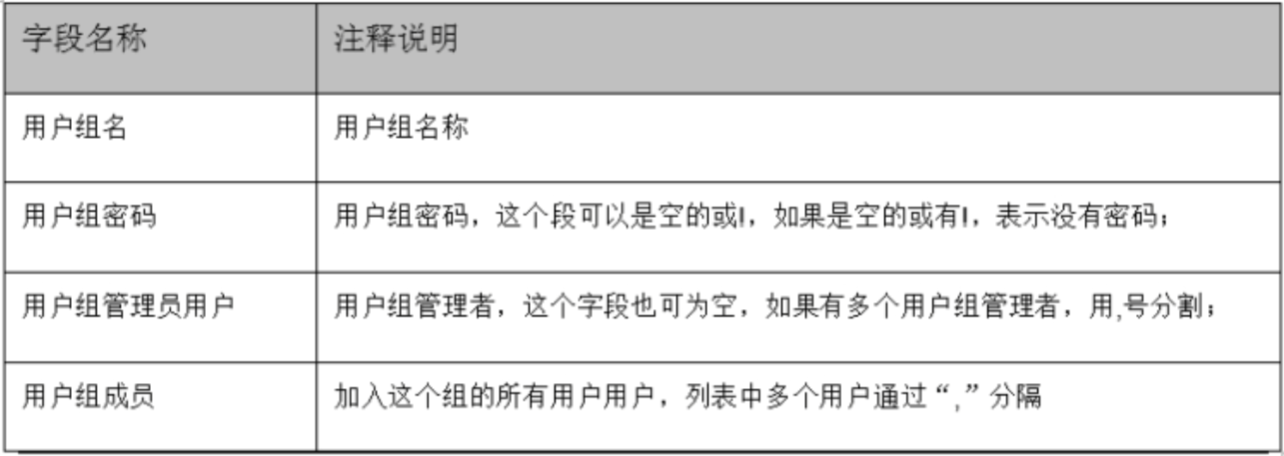 字段名称 注释说明
用户组名 用户组名称
用户组密码 用户组密码，这个段可以是空的或!，如果是空的或有!，表示没有密码；
用户组管理员用户 用户组管理者，这个字段也可为空，如果有多个用户组管理者，用,号分割；
用户组成员 加入这个组的所有用户用户，列表中多个用户通过“,”分隔